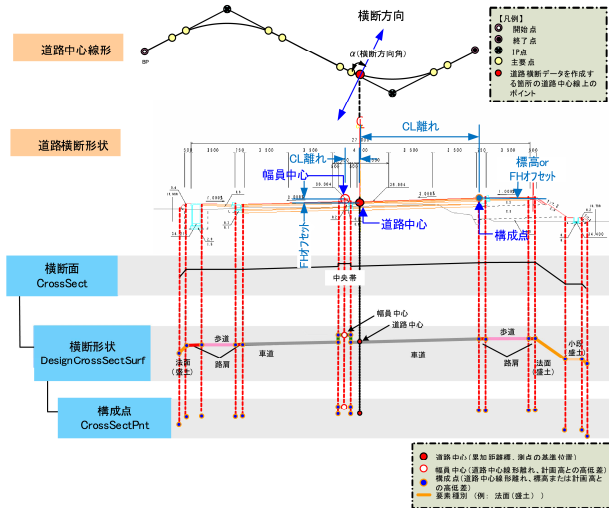 横断方向
【凡例】
開始点
終了点
IP点
主要点
道路横断データを作成する箇所の道路中心線上のポイント
道路中心線形
BP
α(横断方向角)
道路横断形状
CL離れ
CL離れ
幅員中心
標高or
FHオフセット
FHオフセット
道路中心
構成点
横断面
CrossSect
中央帯
横断形状
DesignCrossSectSurf
幅員中心
道路中心
歩道
歩道
車道
車道
路肩
路肩
法面
(盛土)
法面
(盛土)
小段
(盛土)
構成点
CrossSectPnt
道路中心(累加距離標、測点の基準位置)
幅員中心(道路中心線形離れ、計画高との高低差)
構成点(道路中心線形離れ、標高または計画高との高低差)
要素種別 (例: 法面(盛土) )